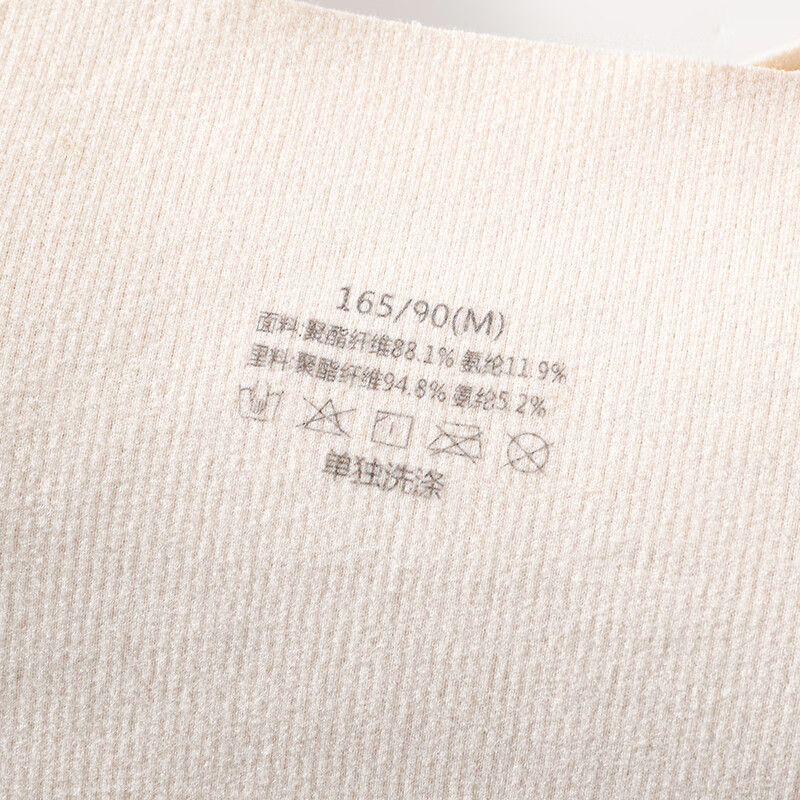 165/90(M)
面料:聚酯纤维88.1% 氨纶11.9%
里料:聚酯纤维94.8% 氨纶5.2%
单独洗涤